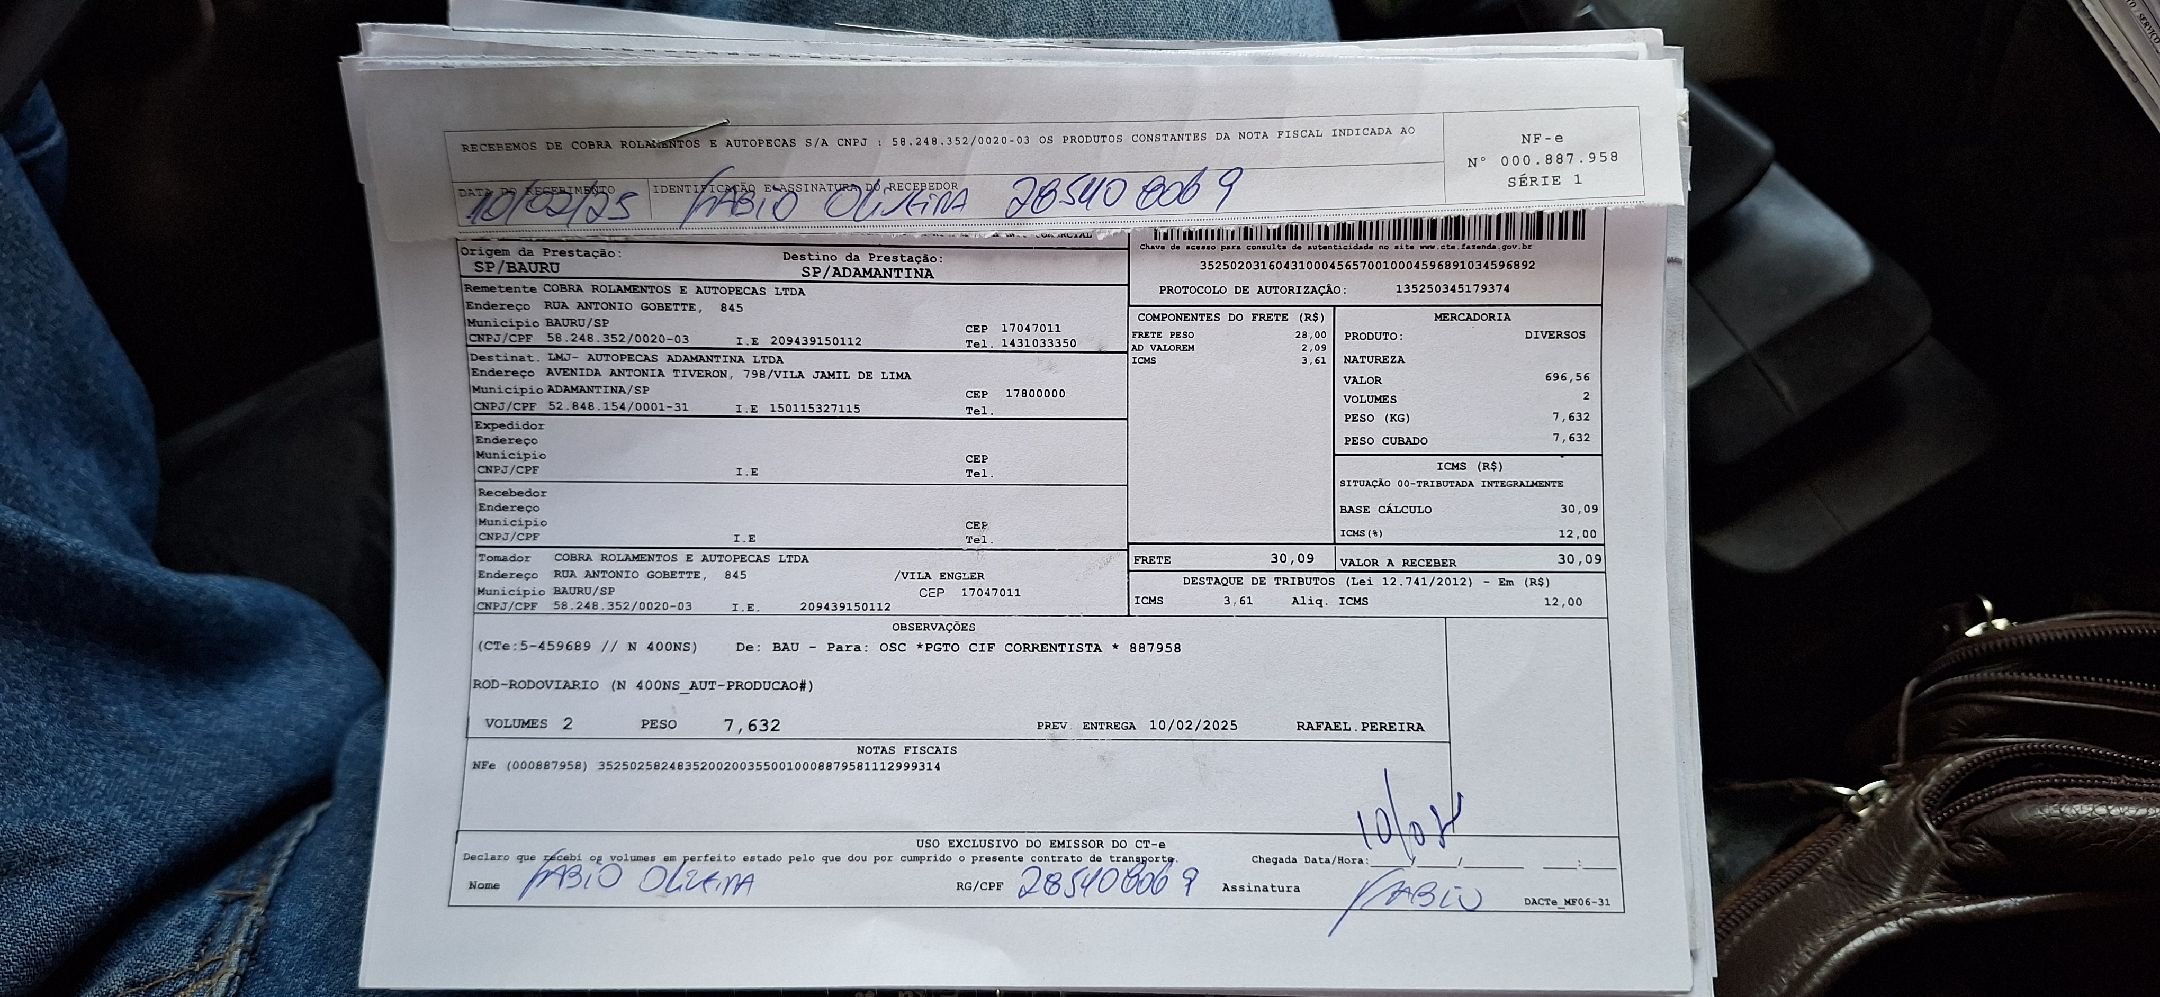 RECEBEMOS DE COBRA ROLAMENTOS E AUTOPECAS S/A CNPJ : 58.248.352/0020-03 OS PRODUTOS CONSTANTES DA NOTA FISCAL INDICADA AO
NF-e
Nº 000.887.958
SÉRIE 1
DATA DO RECEBIMENTO
10/02/25
IDENTIFICAÇÃO E ASSINATURA DO RECEBEDOR
FABIO OLIVEIRA 285408069
Origem da Prestação:
SP/BAURU
Destino da Prestação:
SP/ADAMANTINA
Chave de acesso para consulta de autenticidade no site www.cte.fazenda.gov.br
35250203160431000456570010004596891034596892
PROTOCOLO DE AUTORIZAÇÃO: 135250345179374
Remetente COBRA ROLAMENTOS E AUTOPECAS LTDA
Endereço RUA ANTONIO GOBETTE, 845
Município BAURU/SP CEP 17047011
CNPJ/CPF 58.248.352/0020-03 I.E 209439150112 Tel. 1431033350
Destinat. LMJ- AUTOPECAS ADAMANTINA LTDA
Endereço AVENIDA ANTONIA TIVERON, 798/VILA JAMIL DE LIMA
Município ADAMANTINA/SP CEP 17800000
CNPJ/CPF 52.848.154/0001-31 I.E 150115327115 Tel.
Expedidor
Endereço
Município CEP
CNPJ/CPF I.E Tel.
Recebedor
Endereço
Município CEP
CNPJ/CPF I.E Tel.
Tomador COBRA ROLAMENTOS E AUTOPECAS LTDA
Endereço RUA ANTONIO GOBETTE, 845 /VILA ENGLER
Município BAURU/SP CEP 17047011
CNPJ/CPF 58.248.352/0020-03 I.E. 209439150112
COMPONENTES DO FRETE (R$)
FRETE PESO 28,00
AD VALOREM 2,09
ICMS 3,61
MERCADORIA
PRODUTO: DIVERSOS
NATUREZA
VALOR 696,56
VOLUMES 2
PESO (KG) 7,632
PESO CUBADO 7,632
ICMS (R$)
SITUAÇÃO 00-TRIBUTADA INTEGRALMENTE
BASE CÁLCULO 30,09
ICMS(%) 12,00
FRETE 30,09
VALOR A RECEBER 30,09
DESTAQUE DE TRIBUTOS (Lei 12.741/2012) - Em (R$)
ICMS 3,61 Aliq. ICMS 12,00
OBSERVAÇÕES
(CTe:5-459689 // N 400NS) De: BAU - Para: OSC *PGTO CIF CORRENTISTA * 887958
ROD-RODOVIARIO (N 400NS_AUT-PRODUCAO#)
VOLUMES 2 PESO 7,632 PREV. ENTREGA 10/02/2025 RAFAEL.PEREIRA
NOTAS FISCAIS
NFe (000887958) 35250258248352002003550010008879581112999314
USO EXCLUSIVO DO EMISSOR DO CT-e
Declaro que recebi os volumes em perfeito estado pelo que dou por cumprido o presente contrato de transporte.
Chegada Data/Hora:___/___/______ ___:___
Nome FABIO OLIVEIRA RG/CPF 285408069 Assinatura FABIO
DACTe_MF06-31